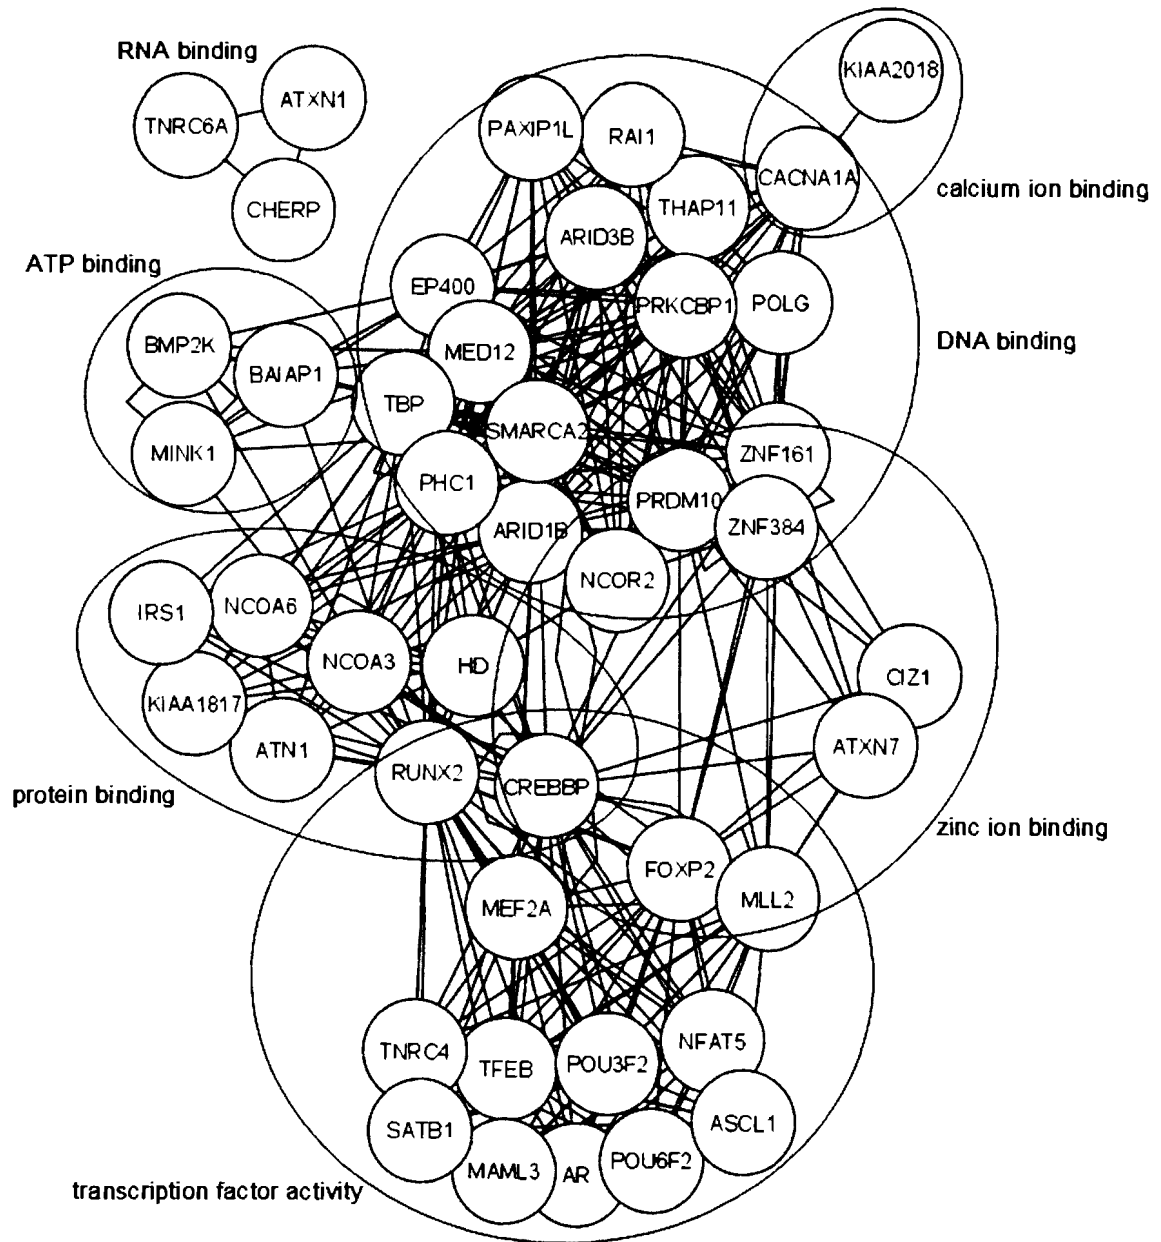 KIAA2018
RNA binding
ATXN1
TNRC6A
PAXIP1L
RAI1
CACNA1A
calcium ion binding
CHERP
THAP11
ARID3B
ATP binding
EP400
PRKCBP1
POLG
BMP2K
MED12
DNA binding
BAIAP1
TBP
SMARCA2
MINK1
ZNF161
PHC1
PRDM10
ZNF384
ARID1B
NCOR2
IRS1
NCOA6
NCOA3
HD
CIZ1
KIAA1817
ATXN7
ATN1
RUNX2
CREBBP
protein binding
zinc ion binding
FOXP2
MLL2
MEF2A
TNRC4
TFEB
POU3F2
NFAT5
SATB1
ASCL1
MAML3
AR
POU6F2
transcription factor activity